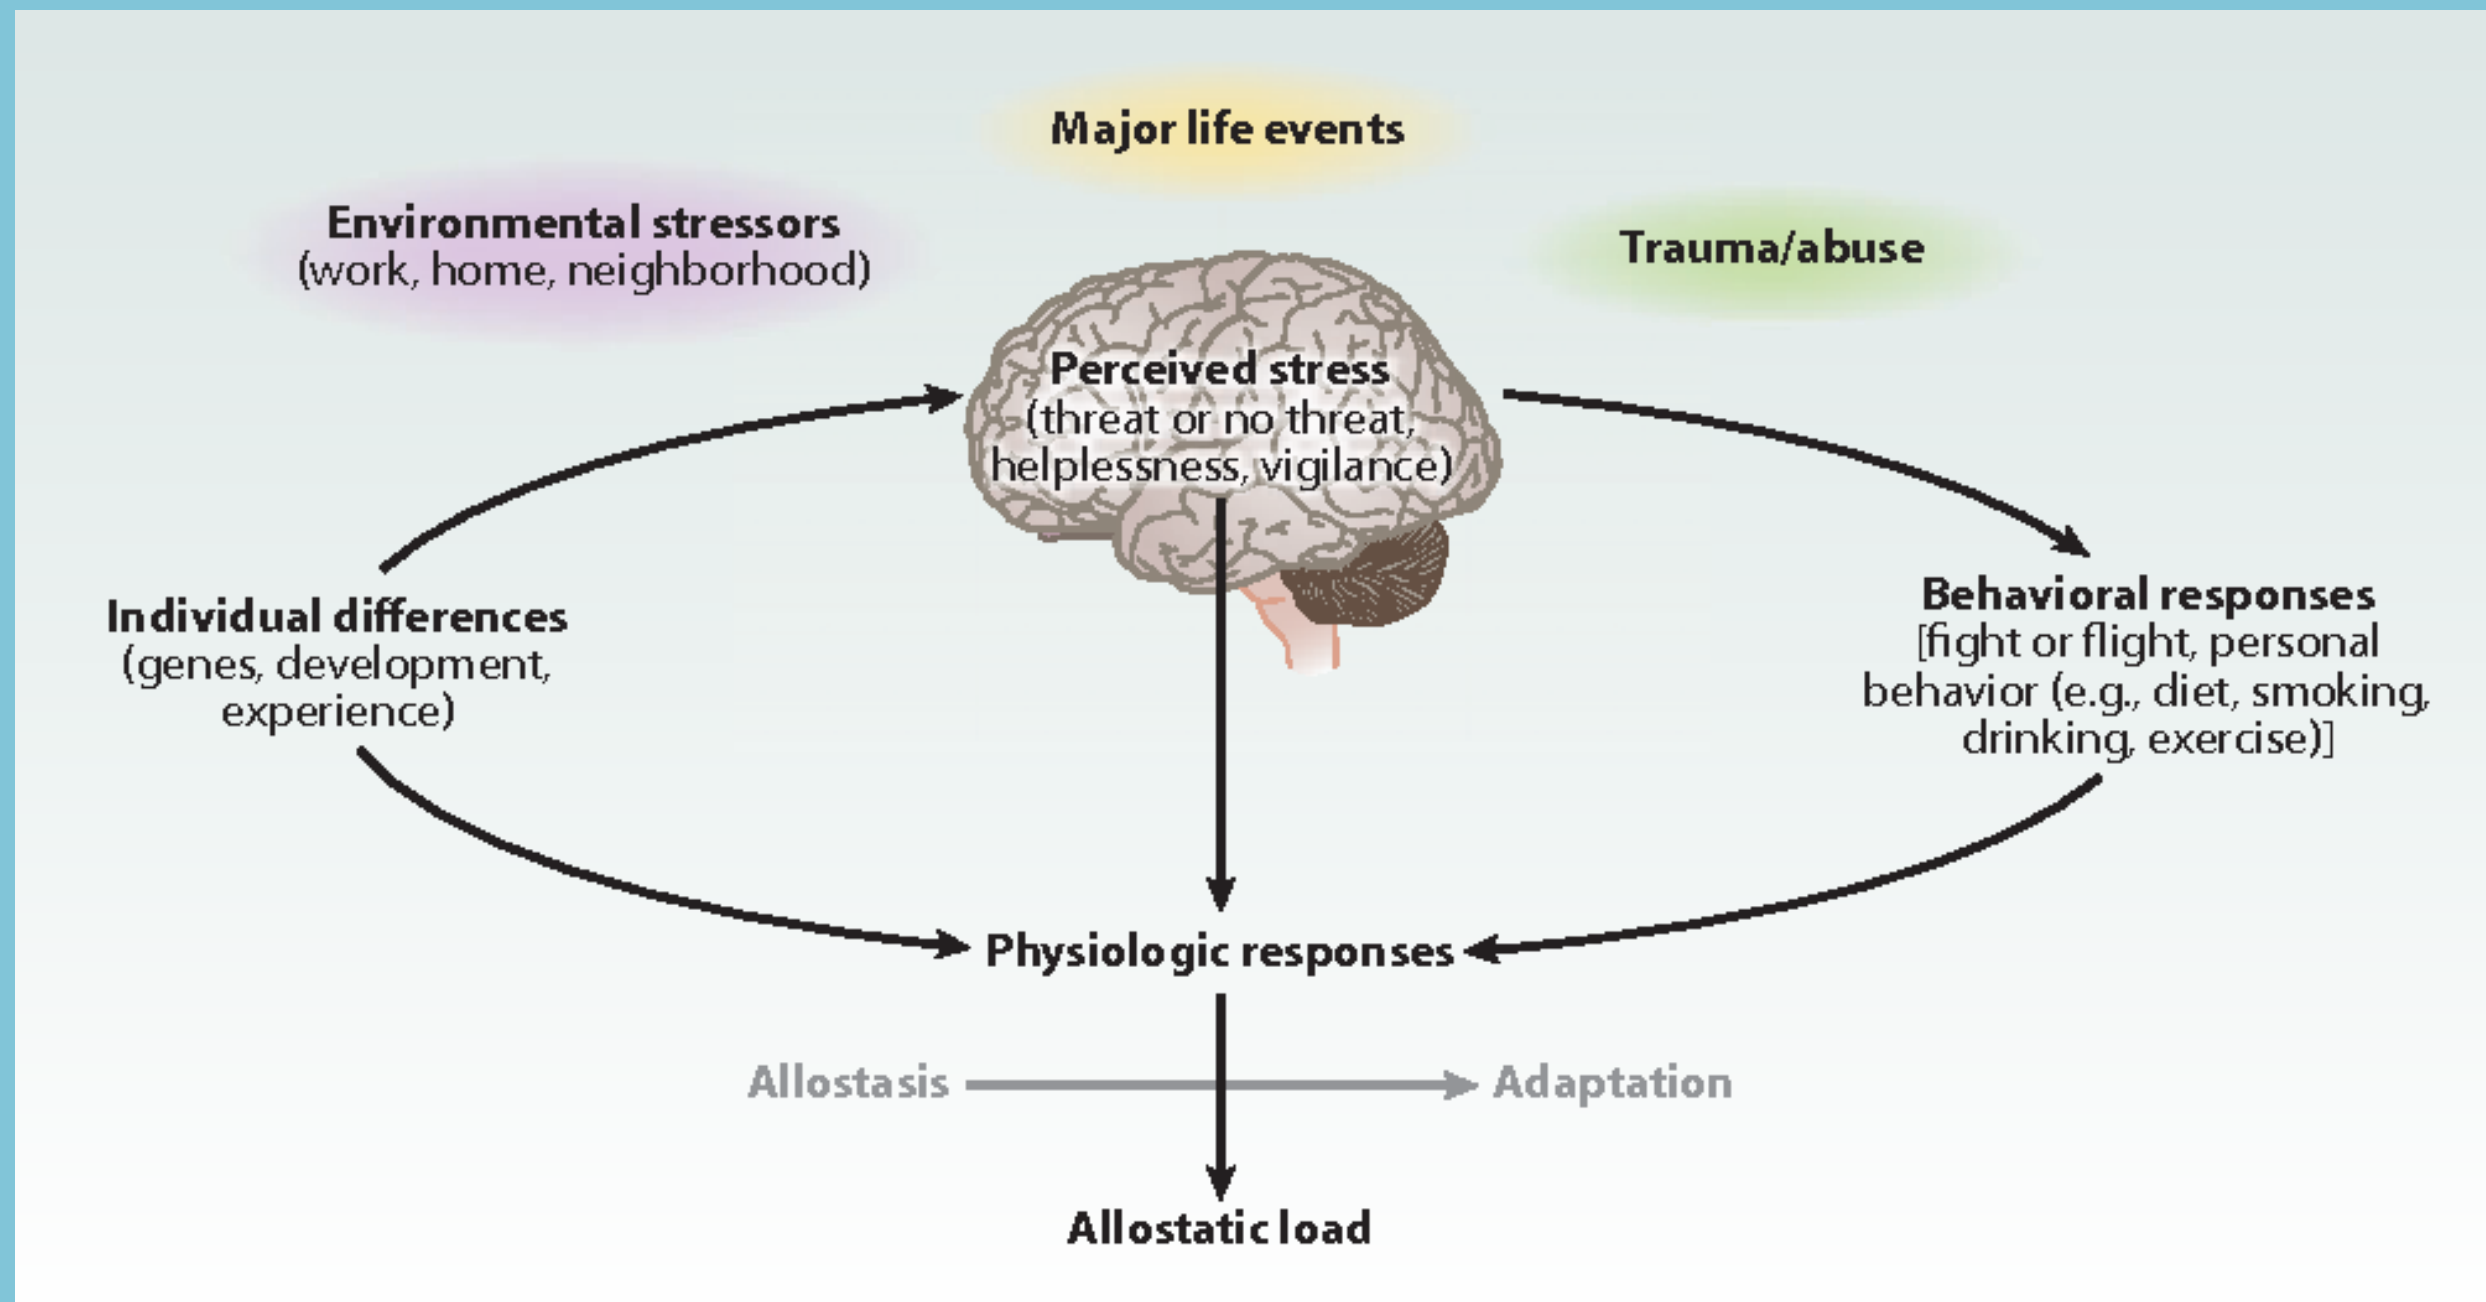 Major life events
Environmental stressors
(work, home, neighborhood)
Trauma/abuse
Perceived stress
(threat or no threat,
helplessness, vigilance)
Individual differences
(genes, development,
experience)
Behavioral responses
[fight or flight, personal
behavior (e.g., diet, smoking,
drinking, exercise)]
Physiologic responses
Allostasis
Adaptation
Allostatic load